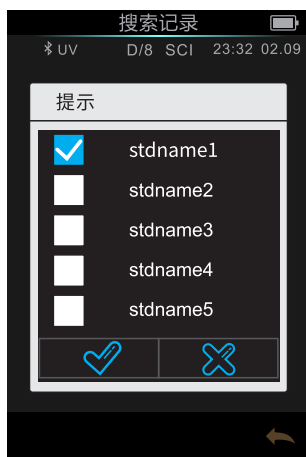 搜索记录
UV D/8 SCI 23:32 02.09
提示
stdname1
stdname2
stdname3
stdname4
stdname5